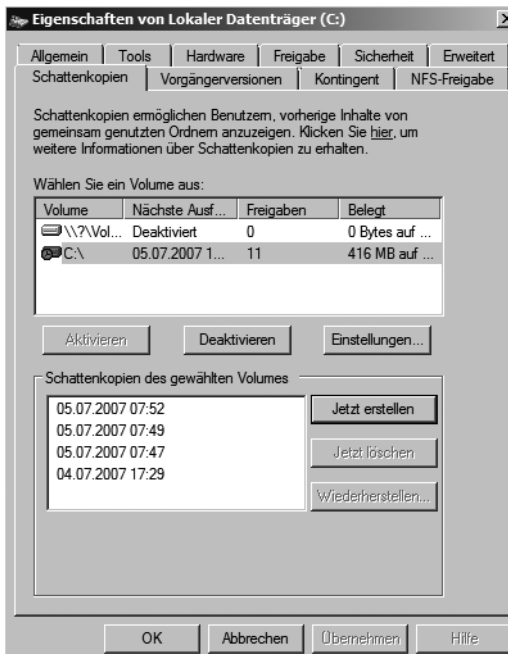 Eigenschaften von Lokaler Datenträger (C:)
Allgemein Tools Hardware Freigabe Sicherheit Erweitert
Schattenkopien Vorgängerversionen Kontingent NFS-Freigabe
Schattenkopien ermöglichen Benutzern, vorherige Inhalte von
gemeinsam genutzten Ordnern anzuzeigen. Klicken Sie hier, um
weitere Informationen über Schattenkopien zu erhalten.
Wählen Sie ein Volume aus:
Volume Nächste Ausf... Freigaben Belegt
\\?\Vol... Deaktiviert 0 0 Bytes auf ...
C:\ 05.07.2007 1... 11 416 MB auf ...
Aktivieren Deaktivieren Einstellungen...
Schattenkopien des gewählten Volumes
05.07.2007 07:52
05.07.2007 07:49
05.07.2007 07:47
04.07.2007 17:29
Jetzt erstellen
Jetzt löschen
Wiederherstellen...
OK Abbrechen Übernehmen Hilfe